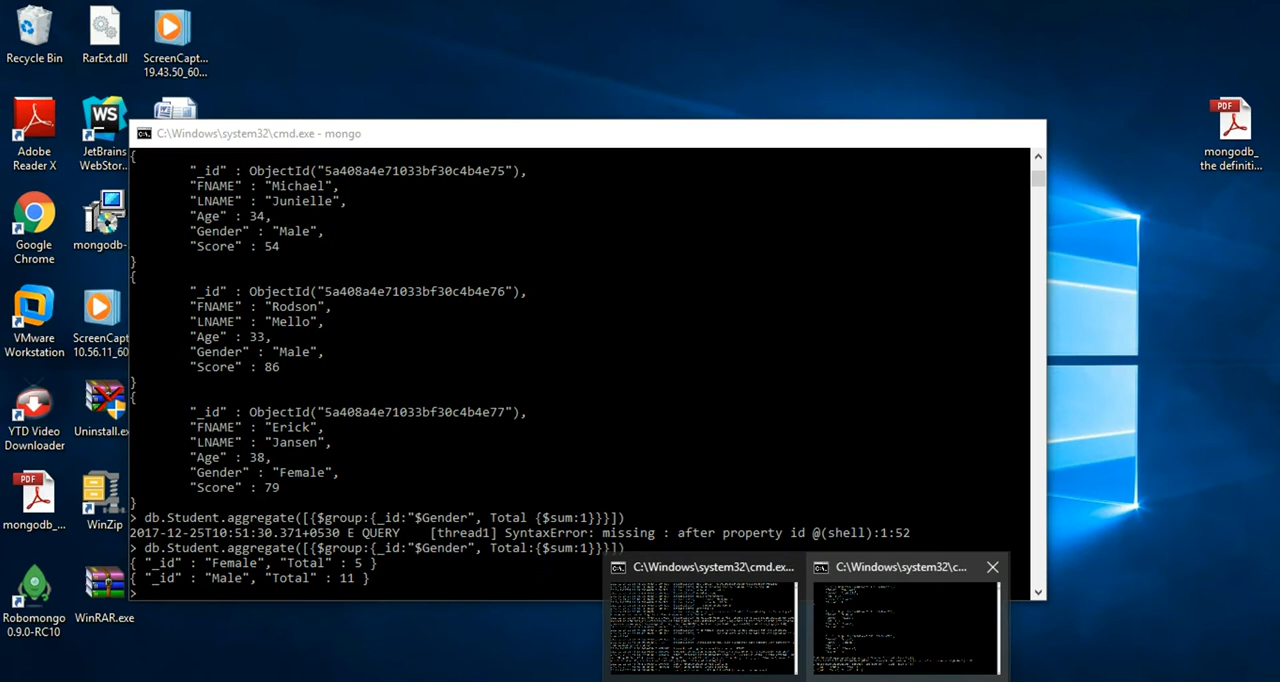 Recycle Bin
RarExt.dll
ScreenCapt...
19.43.50_60...
Adobe
Reader X
JetBrains
WebStor...
Google
Chrome
mongodb-
VMware
Workstation
ScreenCapt
10.56.11_60
YTD Video
Downloader
Uninstall.ex
mongodb_...
WinZip
Robomongo
0.9.0-RC10
WinRAR.exe
PDF
mongodb_
the definiti...
PDF
WS
C:\Windows\system32\cmd.exe - mongo
{
"_id" : ObjectId("5a408a4e71033bf30c4b4e75"),
"FNAME" : "Michael",
"LNAME" : "Junielle",
"Age" : 34,
"Gender" : "Male",
"Score" : 54
}
{
"_id" : ObjectId("5a408a4e71033bf30c4b4e76"),
"FNAME" : "Rodson",
"LNAME" : "Mello",
"Age" : 33,
"Gender" : "Male",
"Score" : 86
}
{
"_id" : ObjectId("5a408a4e71033bf30c4b4e77"),
"FNAME" : "Erick",
"LNAME" : "Jansen",
"Age" : 38,
"Gender" : "Female",
"Score" : 79
}
> db.Student.aggregate([{$group:{_id:"$Gender", Total {$sum:1}}}])
2017-12-25T10:51:30.371+0530 E QUERY    [thread1] SyntaxError: missing : after property id @(shell):1:52
> db.Student.aggregate([{$group:{_id:"$Gender", Total:{$sum:1}}}])
{ "_id" : "Female", "Total" : 5 }
{ "_id" : "Male", "Total" : 11 }
>
C:\Windows\system32\cmd.ex...
C:\Windows\system32\c...